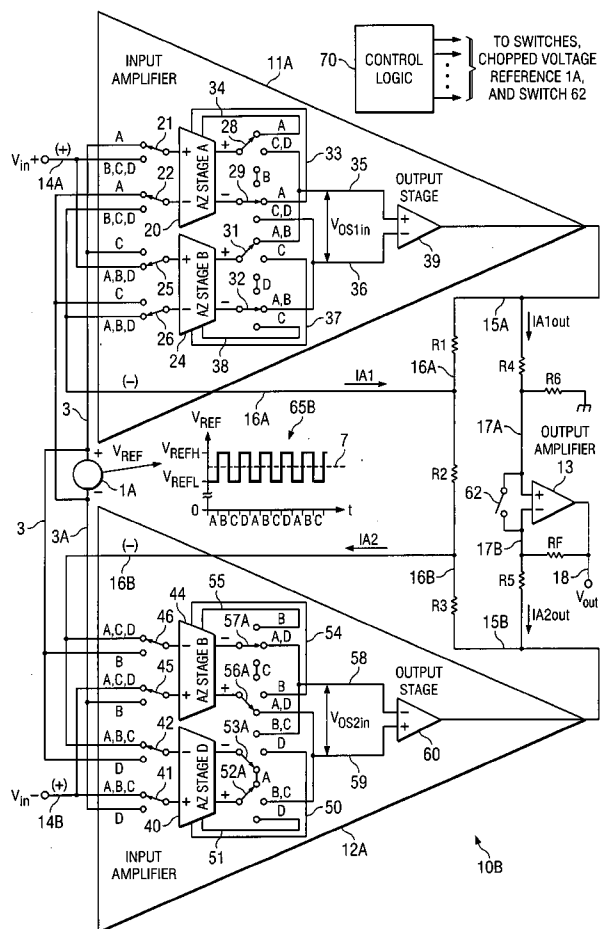 INPUT
AMPLIFIER
11A
70
CONTROL
LOGIC
TO SWITCHES,
CHOPPED VOLTAGE
REFERENCE 1A,
AND SWITCH 62
34
28
A
C,D
33
B
Vin+
(+)
14A
A
21
B,C,D
A
22
B,C,D
20
+
−
AZ STAGE A
+
−
29
A
C,D
35
OUTPUT
STAGE
VOS1in
+
−
39
36
C
25
A,B,D
C
26
A,B,D
24
+
−
AZ STAGE B
+
−
31
A,B
C
D
32
A,B
C
37
38
(−)
16A
IA1
R1
16A
15A
IA1out
R4
R6
17A
OUTPUT
AMPLIFIER
13
62
+
−
17B
RF
18
Vout
R2
3
+
VREF
−
1A
3
3A
VREF
65B
7
VREFH
VREFL
0
A B C D A B C D A B C
t
(−)
16B
IA2
16B
R3
R5
IA2out
15B
44
55
B
57A
A,D
54
C
A,C,D
46
B
A,C,D
45
B
−
+
AZ STAGE B
−
+
56A
B
A,D
B,C
58
OUTPUT
STAGE
VOS2in
−
+
60
59
A,B,C
42
D
A,B,C
41
D
40
Vin−
(+)
14B
−
+
AZ STAGE D
−
+
53A
52A
D
A
B,C
D
50
51
INPUT
AMPLIFIER
12A
10B